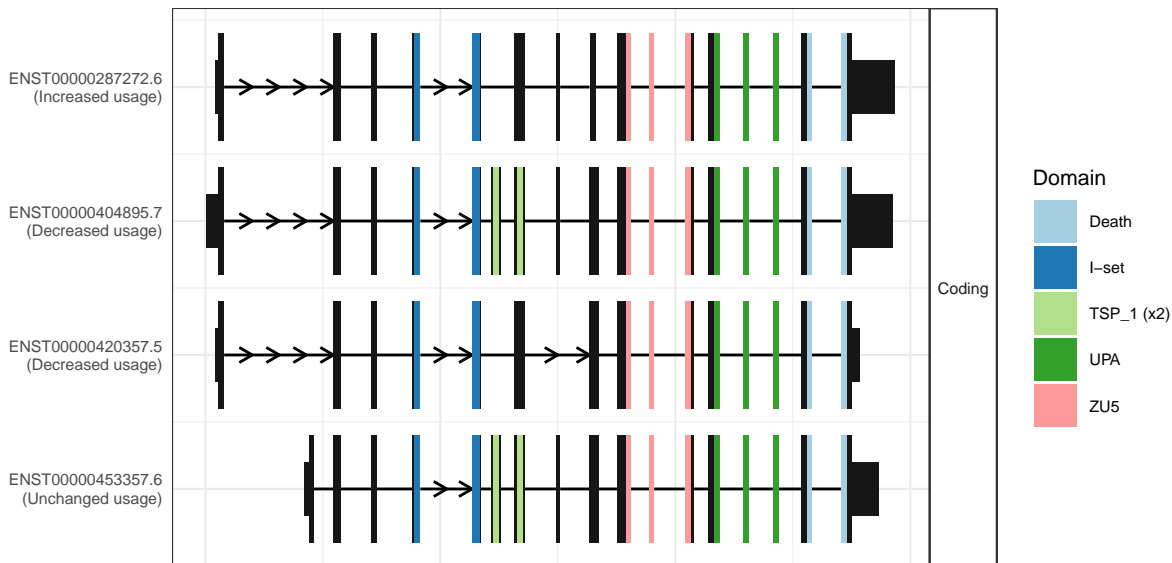 ENST00000287272.6
(Increased usage)
ENST00000404895.7
(Decreased usage)
ENST00000420357.5
(Decreased usage)
ENST00000453357.6
(Unchanged usage)
Coding
Domain
Death
I−set
TSP_1 (x2)
UPA
ZU5